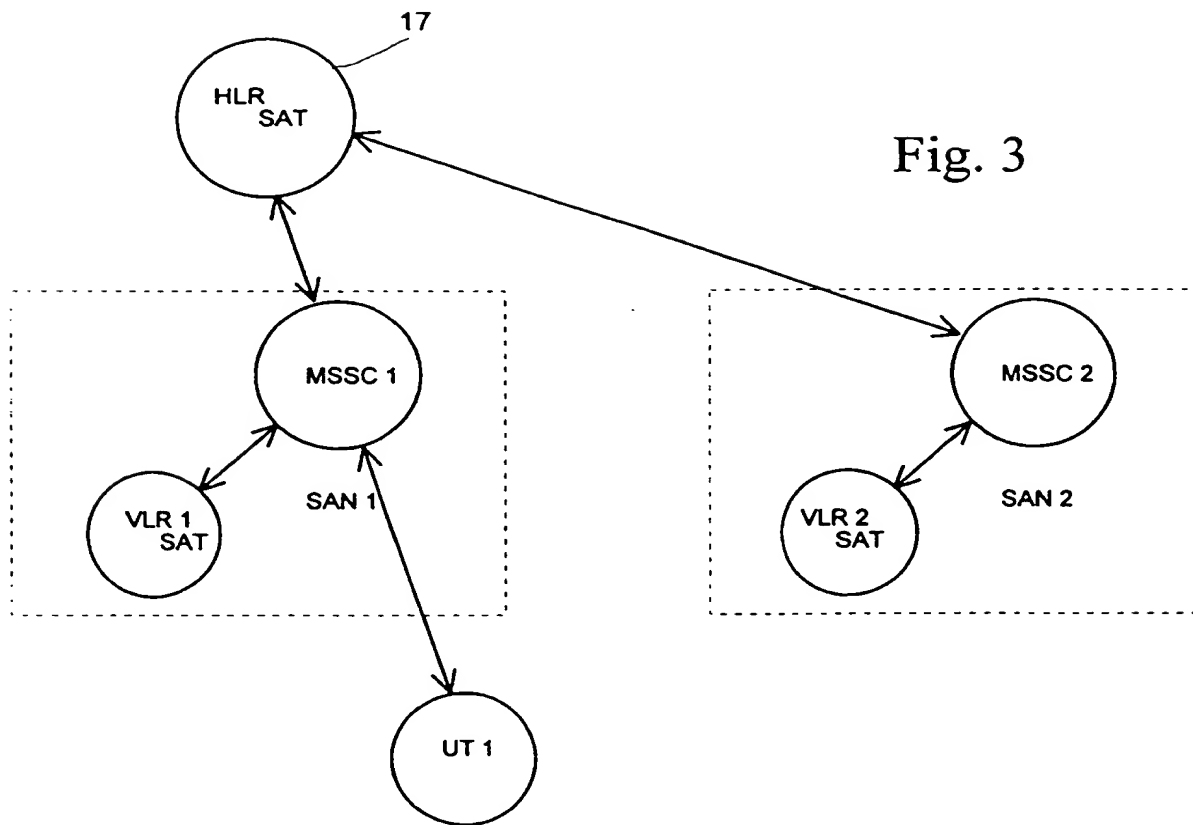 17
HLR
SAT
Fig. 3
MSSC 1
MSSC 2
SAN 1
SAN 2
VLR 1
SAT
VLR 2
SAT
UT 1